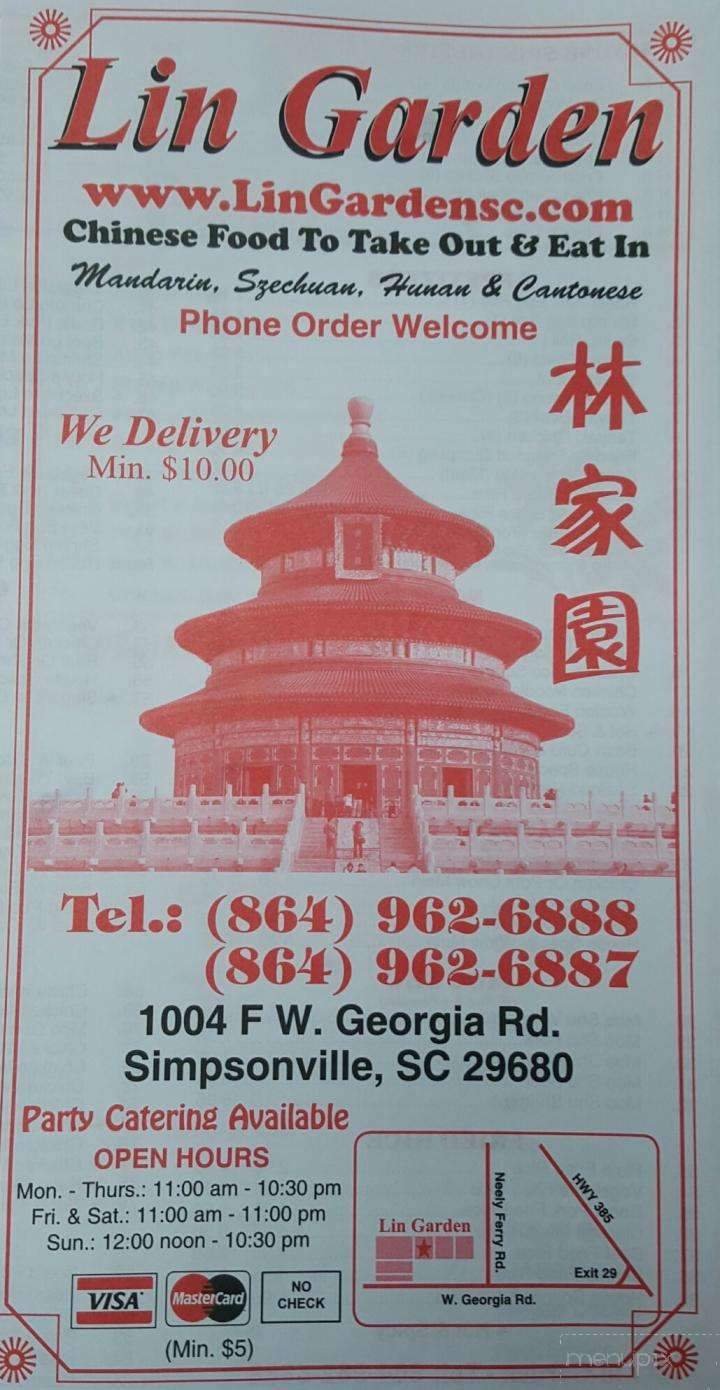 Lin Garden
www.LinGardensc.com
Chinese Food To Take Out & Eat In
Mandarin, Szechuan, Hunan & Cantonese
Phone Order Welcome
We Delivery
Min. $10.00
林
家
園
Tel.: (864) 962-6888
(864) 962-6887
1004 F W. Georgia Rd.
Simpsonville, SC 29680
Party Catering Available
OPEN HOURS
Mon. - Thurs.: 11:00 am - 10:30 pm
Fri. & Sat.: 11:00 am - 11:00 pm
Sun.: 12:00 noon - 10:30 pm
VISA
MasterCard
NO
CHECK
(Min. $5)
Lin Garden
Neely Ferry Rd.
HWY 385
Exit 29
W. Georgia Rd.
menupix